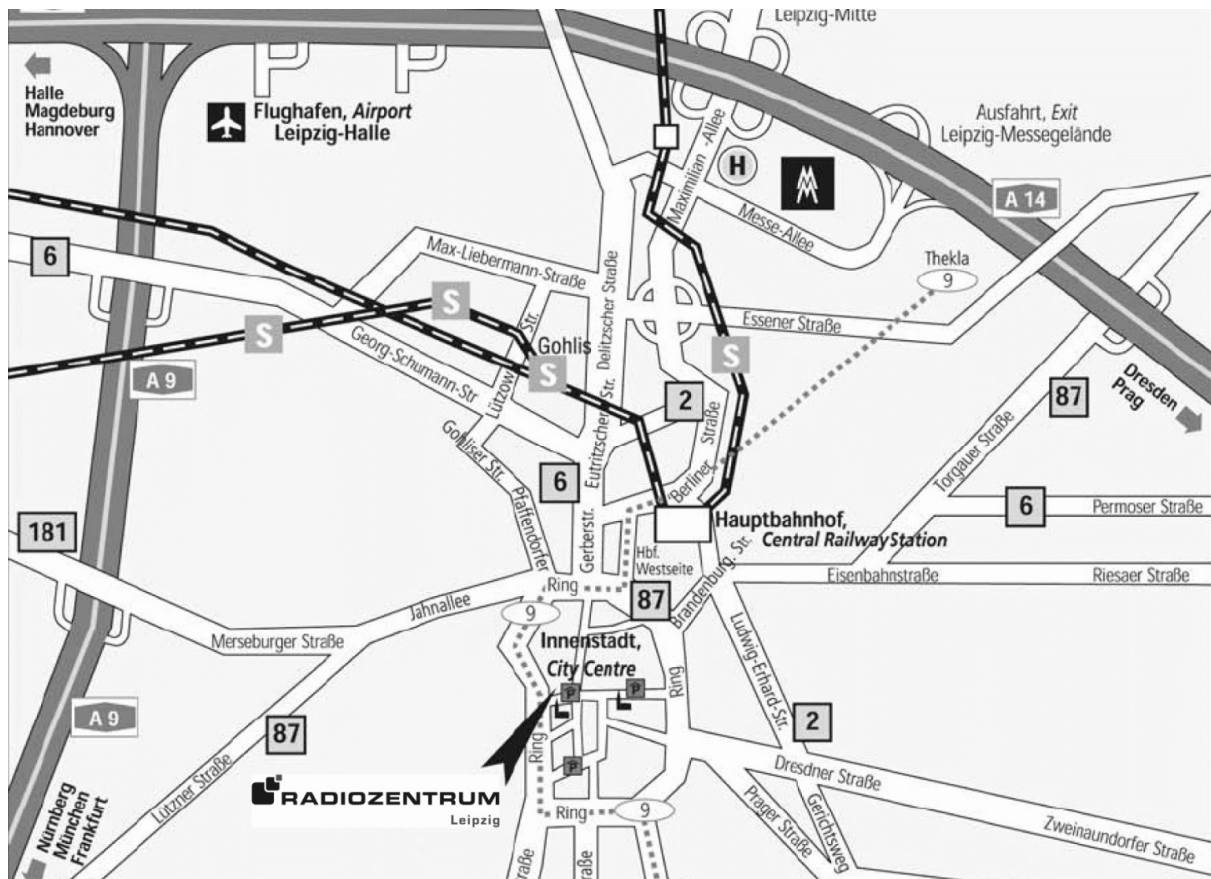 Leipzig-Mitte
Halle
Magdeburg
Hannover
P
P
Flughafen, Airport
Leipzig-Halle
Ausfahrt, Exit
Leipzig-Messegelände
H
Maximilian -Allee
Messe-Allee
A 14
6
Max-Liebermann-Straße
Delitzscher Straße
Thekla
9
Essener Straße
S
S
S
S
Gohlis
Georg-Schumann-Str
Lützow Str.
A 9
2
87
Dresden
Prag
Gohliser Str.
Eutritzscher Str.
Berliner Straße
Torgauer Straße
6
6
Permoser Straße
181
Pfaffendorfer
Gerberstr.
Hauptbahnhof,
Central RailwayStation
Hbf.
Westseite
Brandenburg. Str.
Eisenbahnstraße
Riesaer Straße
Ring
87
9
Jahnallee
Merseburger Straße
Innenstadt,
City Centre
Ring
Ludwig-Erhard-Str.
P
P
A 9
87
2
Ring
Lützner Straße
P
Dresdner Straße
RADIOZENTRUM
Leipzig
Ring
9
Prager Straße
Gerichtsweg
Zweinaundorfer Straße
Nürnberg
München
Frankfurt
raße
raße